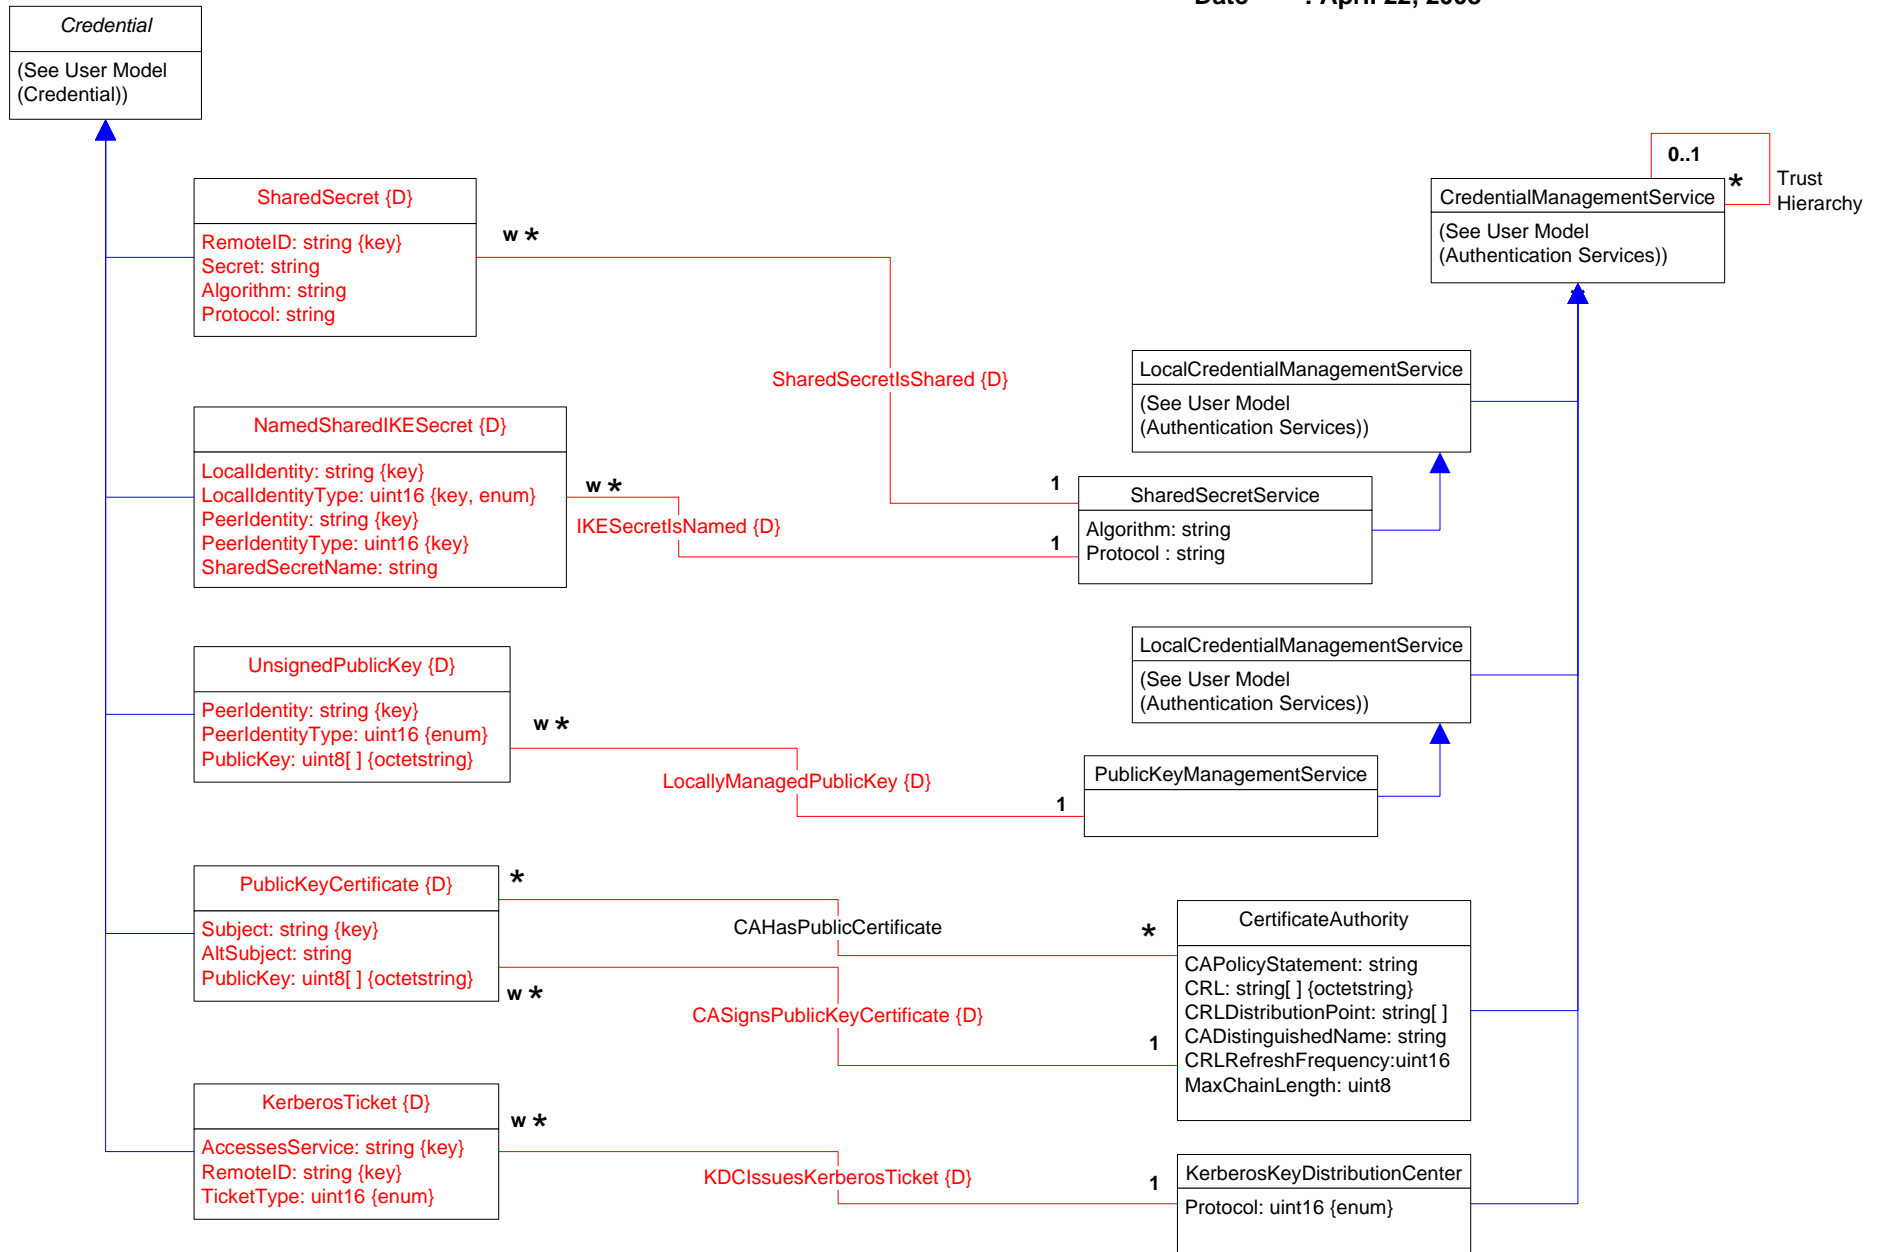 Date : April 22, 2008
Credential
(See User Model
(Credential))
0..1
*
Trust
Hierarchy
CredentialManagementService
(See User Model
(Authentication Services))
SharedSecret {D}
RemoteID: string {key}
Secret: string
Algorithm: string
Protocol: string
w *
SharedSecretIsShared {D}
LocalCredentialManagementService
(See User Model
(Authentication Services))
NamedSharedIKESecret {D}
LocalIdentity: string {key}
LocalIdentityType: uint16 {key, enum}
PeerIdentity: string {key}
PeerIdentityType: uint16 {key}
SharedSecretName: string
w *
IKESecretIsNamed {D}
1
1
SharedSecretService
Algorithm: string
Protocol : string
UnsignedPublicKey {D}
PeerIdentity: string {key}
PeerIdentityType: uint16 {enum}
PublicKey: uint8[ ] {octetstring}
w *
LocallyManagedPublicKey {D}
1
LocalCredentialManagementService
(See User Model
(Authentication Services))
PublicKeyManagementService
PublicKeyCertificate {D}
Subject: string {key}
AltSubject: string
PublicKey: uint8[ ] {octetstring}
*
CAHasPublicCertificate
*
w *
CASignsPublicKeyCertificate {D}
1
CertificateAuthority
CAPolicyStatement: string
CRL: string[ ] {octetstring}
CRLDistributionPoint: string[ ]
CADistinguishedName: string
CRLRefreshFrequency:uint16
MaxChainLength: uint8
KerberosTicket {D}
AccessesService: string {key}
RemoteID: string {key}
TicketType: uint16 {enum}
w *
KDCIssuesKerberosTicket {D}
1
KerberosKeyDistributionCenter
Protocol: uint16 {enum}